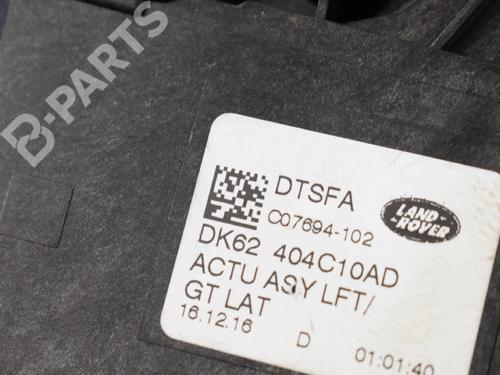 B-PARTS
DTSFA
C07694-102
LAND-
ROVER
DK62 404C10AD
ACTU ASY LFT/
GT LAT
16.12.16 D 01:01:40